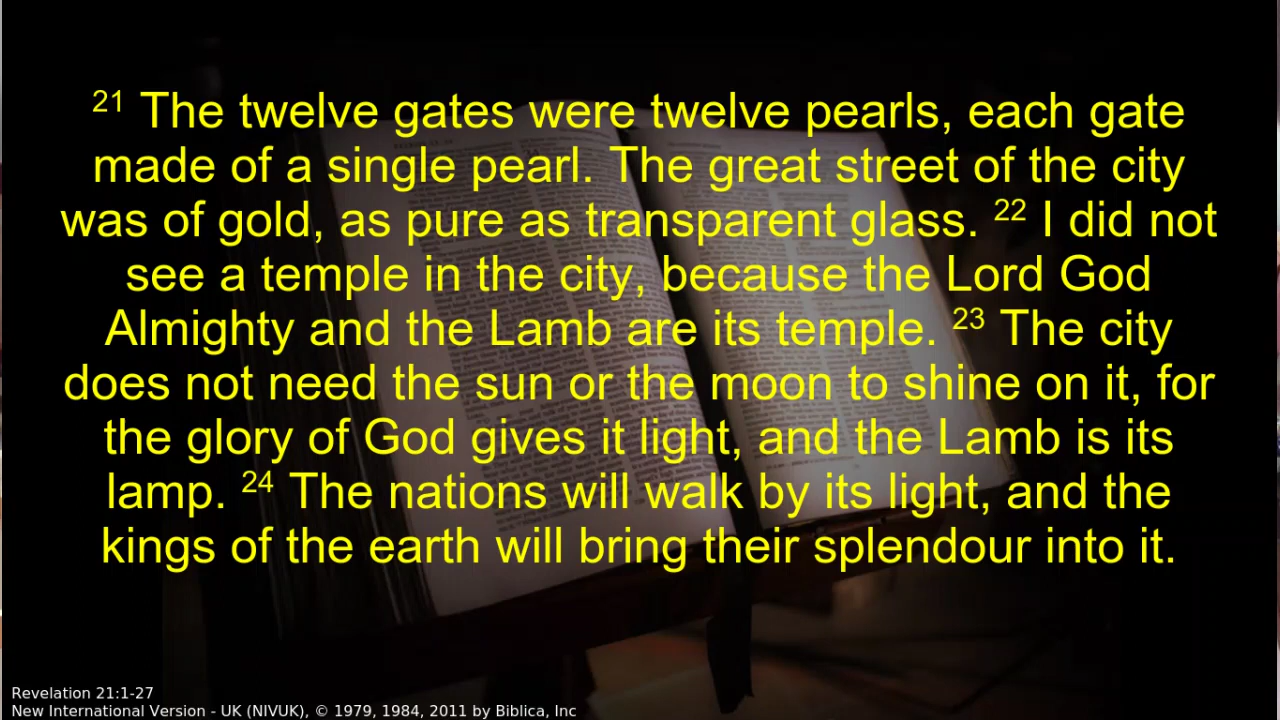 21 The twelve gates were twelve pearls, each gate
made of a single pearl. The great street of the city
was of gold, as pure as transparent glass. 22 I did not
see a temple in the city, because the Lord God
Almighty and the Lamb are its temple. 23 The city
does not need the sun or the moon to shine on it, for
the glory of God gives it light, and the Lamb is its
lamp. 24 The nations will walk by its light, and the
kings of the earth will bring their splendour into it.
Revelation 21:1-27
New International Version - UK (NIVUK), © 1979, 1984, 2011 by Biblica, Inc